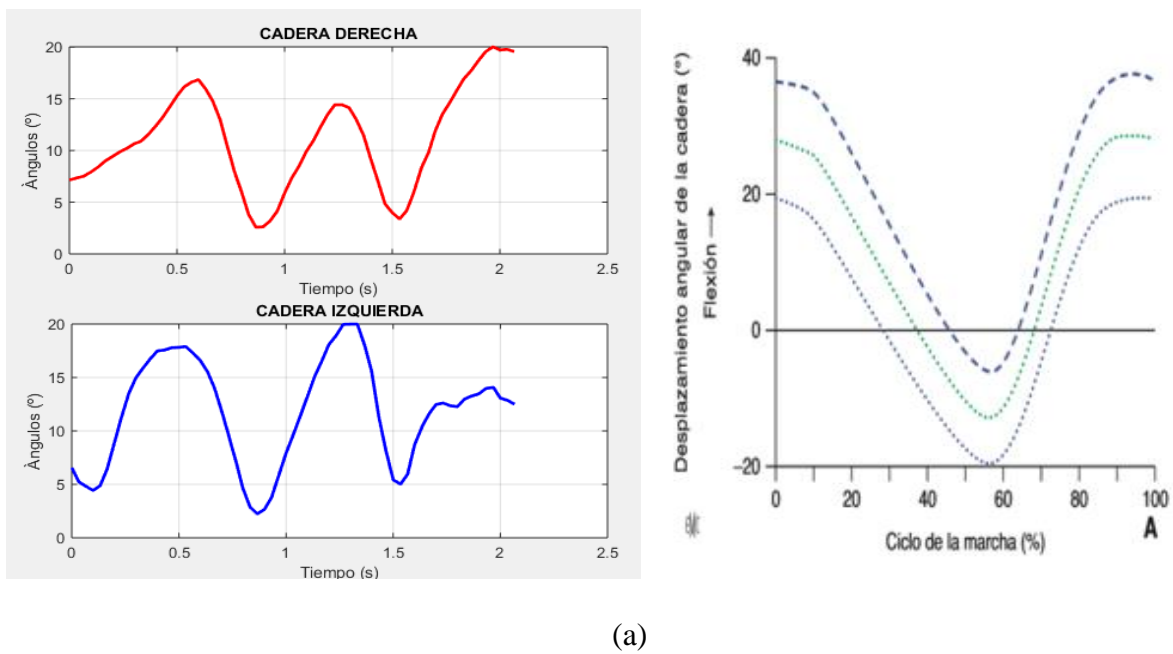 CADERA DERECHA
20
15
10
5
0
Àngulos (º)
0 0.5 1 1.5 2 2.5
Tiempo (s)
CADERA IZQUIERDA
20
15
10
5
0
Àngulos (º)
0 0.5 1 1.5 2 2.5
Tiempo (s)
Desplazamiento angular de la cadera (°)
Flexión
40
20
0
–20
0 20 40 60 80 100
Ciclo de la marcha (%)
A
(a)